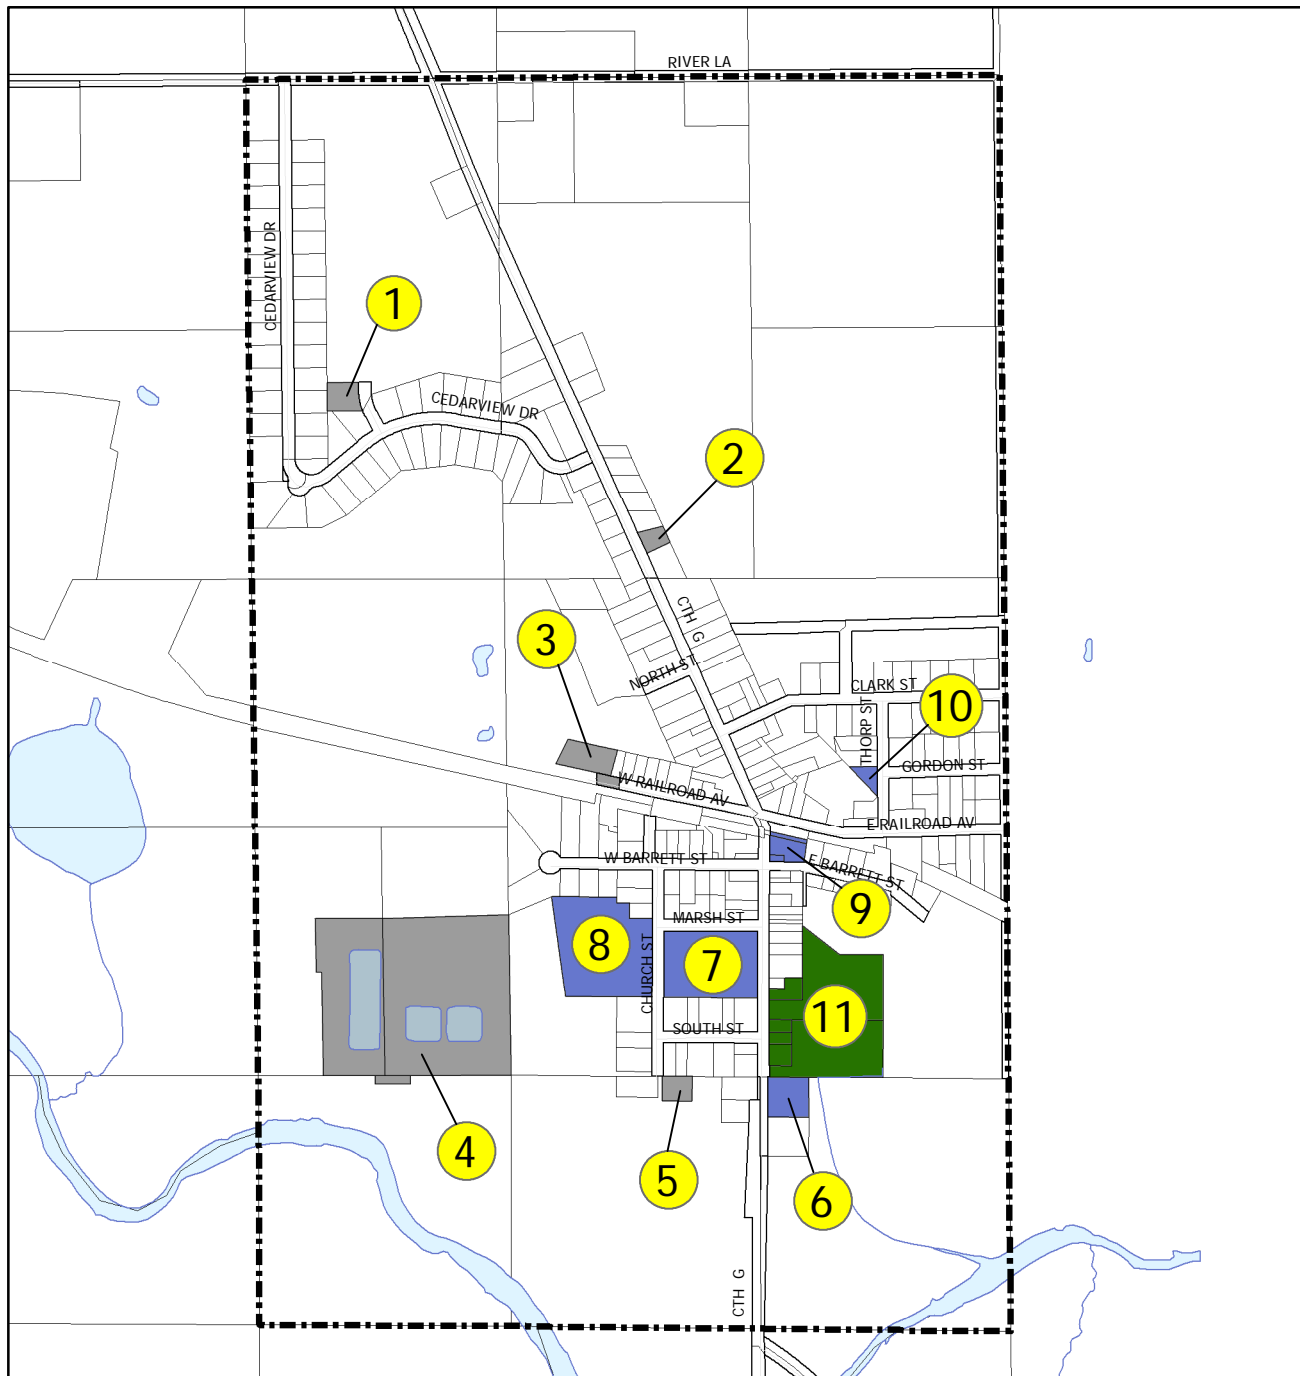 RIVER LA
CEDARVIEW DR
1
CEDARVIEW DR
2
CTH G
3
NORTH ST
CLARK ST
10
THORP ST
GORDON ST
W RAILROAD AV
E RAILROAD AV
W BARRETT ST
E BARRETT ST
9
MARSH ST
8
7
CHURCH ST
11
SOUTH ST
4
5
6
CTH G